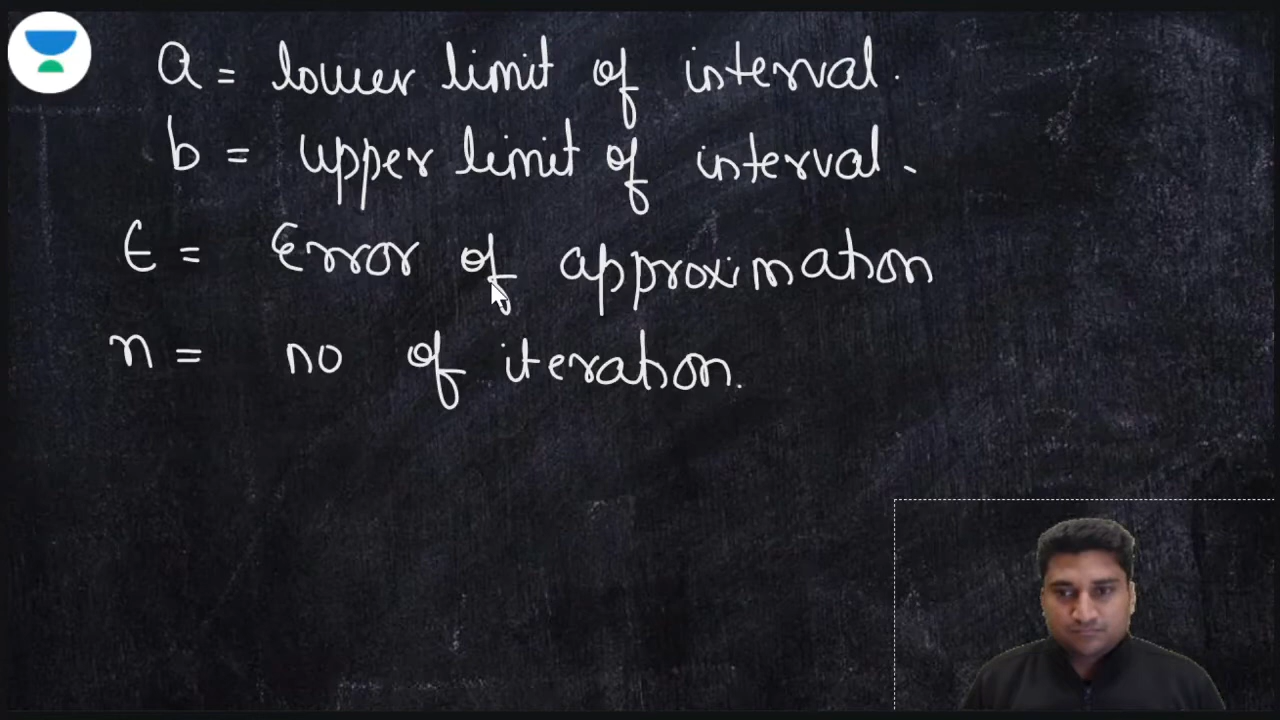 a = lower limit of interval.
b = upper limit of interval.
ε = Error of approximation
n = no of iteration.